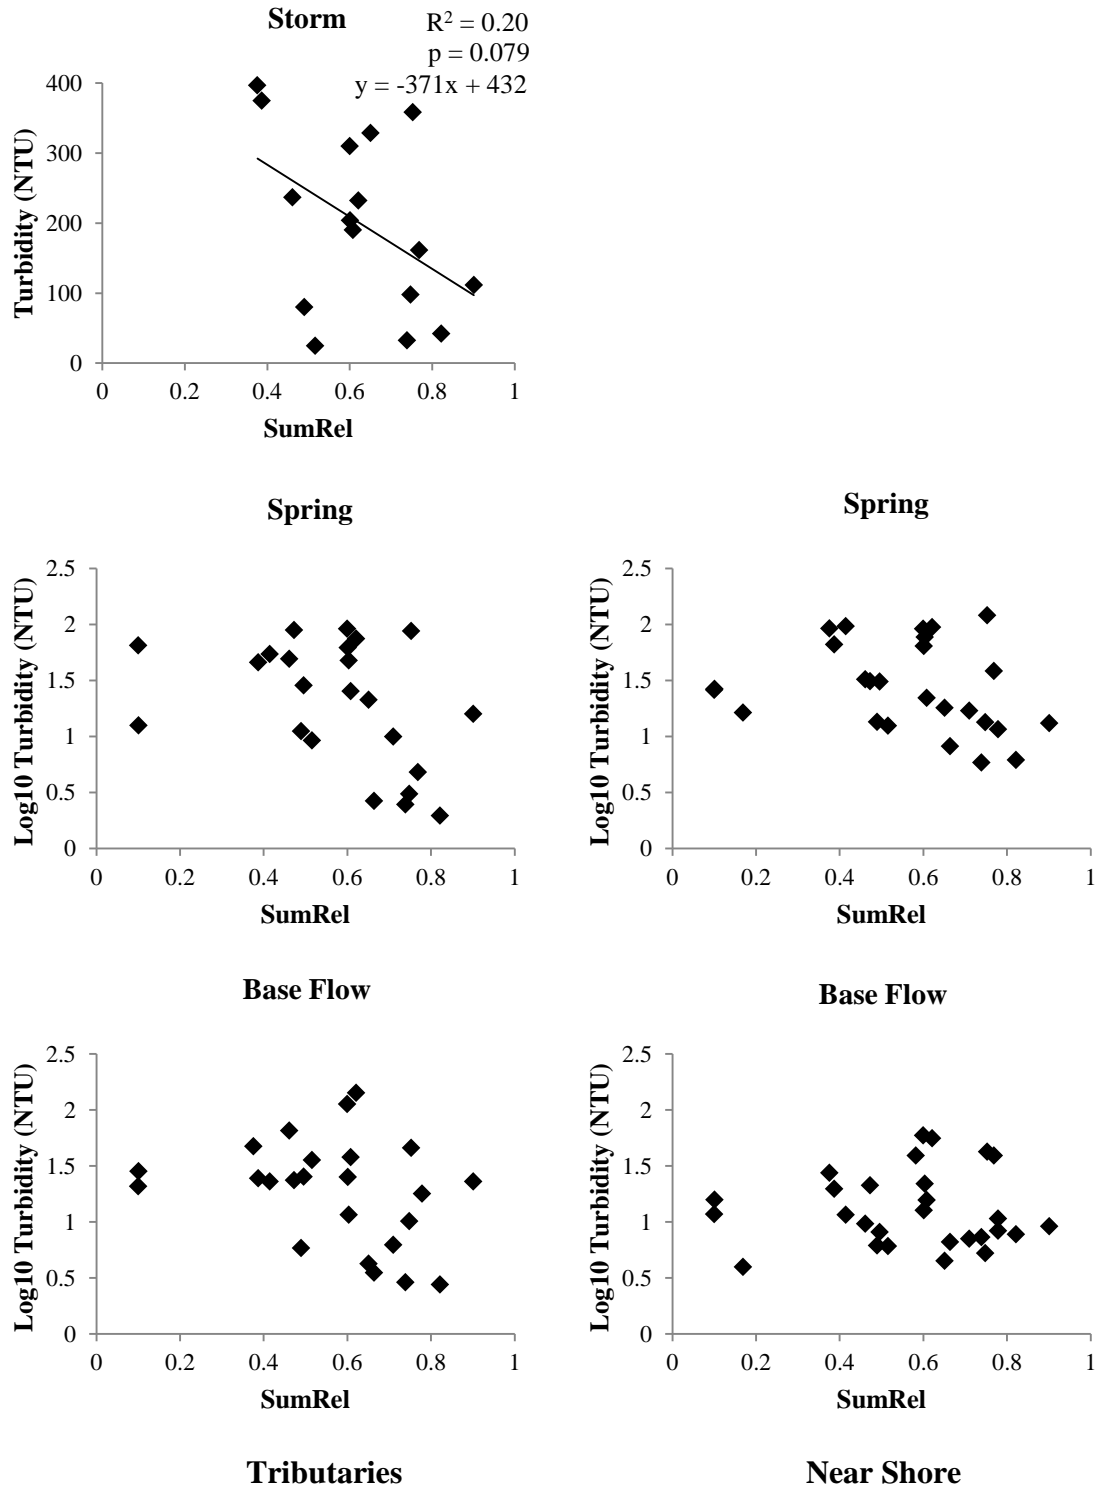 Storm
R² = 0.20
p = 0.079
y = -371x + 432
Turbidity (NTU)
400
300
200
100
0
0 0.2 0.4 0.6 0.8 1
SumRel
Spring
Log10 Turbidity (NTU)
2.5
2
1.5
1
0.5
0
0 0.2 0.4 0.6 0.8 1
SumRel
Spring
Log10 Turbidity (NTU)
2.5
2
1.5
1
0.5
0
0 0.2 0.4 0.6 0.8 1
SumRel
Base Flow
Log10 Turbidity (NTU)
2.5
2
1.5
1
0.5
0
0 0.2 0.4 0.6 0.8 1
SumRel
Base Flow
Log10 Turbidity (NTU)
2.5
2
1.5
1
0.5
0
0 0.2 0.4 0.6 0.8 1
SumRel
Tributaries
Near Shore